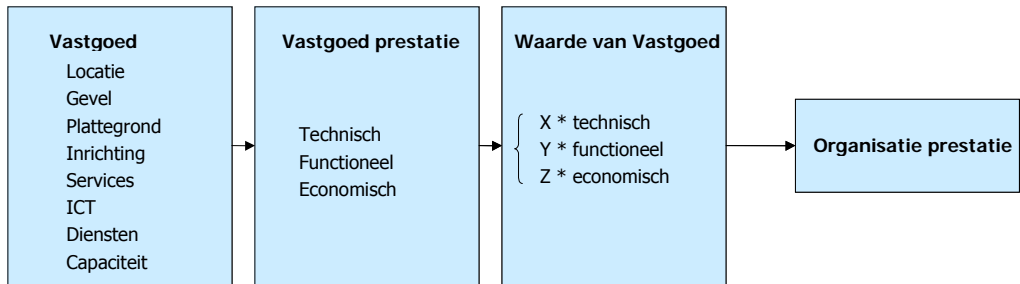 Vastgoed
Locatie
Gevel
Plattegrond
Inrichting
Services
ICT
Diensten
Capaciteit
Vastgoed prestatie
Technisch
Functioneel
Economisch
Waarde van Vastgoed
X * technisch
Y * functioneel
Z * economisch
Organisatie prestatie